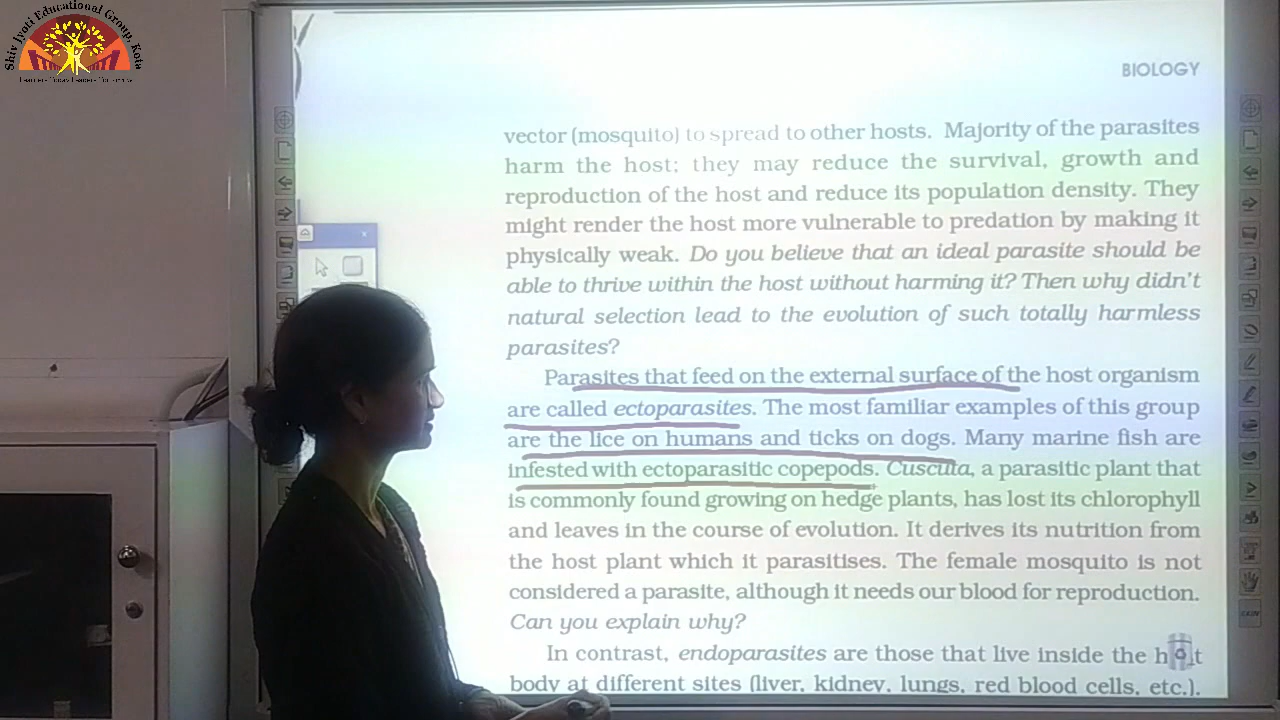 Shiv Jyoti Educational Group, Kota
BIOLOGY
vector (mosquito) to spread to other hosts. Majority of the parasites
harm the host; they may reduce the survival, growth and
reproduction of the host and reduce its population density. They
might render the host more vulnerable to predation by making it
physically weak. Do you believe that an ideal parasite should be
able to thrive within the host without harming it? Then why didn't
natural selection lead to the evolution of such totally harmless
parasites?
Parasites that feed on the external surface of the host organism
are called ectoparasites. The most familiar examples of this group
are the lice on humans and ticks on dogs. Many marine fish are
infested with ectoparasitic copepods. Cuscuta, a parasitic plant that
is commonly found growing on hedge plants, has lost its chlorophyll
and leaves in the course of evolution. It derives its nutrition from
the host plant which it parasitises. The female mosquito is not
considered a parasite, although it needs our blood for reproduction.
Can you explain why?
In contrast, endoparasites are those that live inside the host
body at different sites (liver, kidney, lungs, red blood cells, etc.).